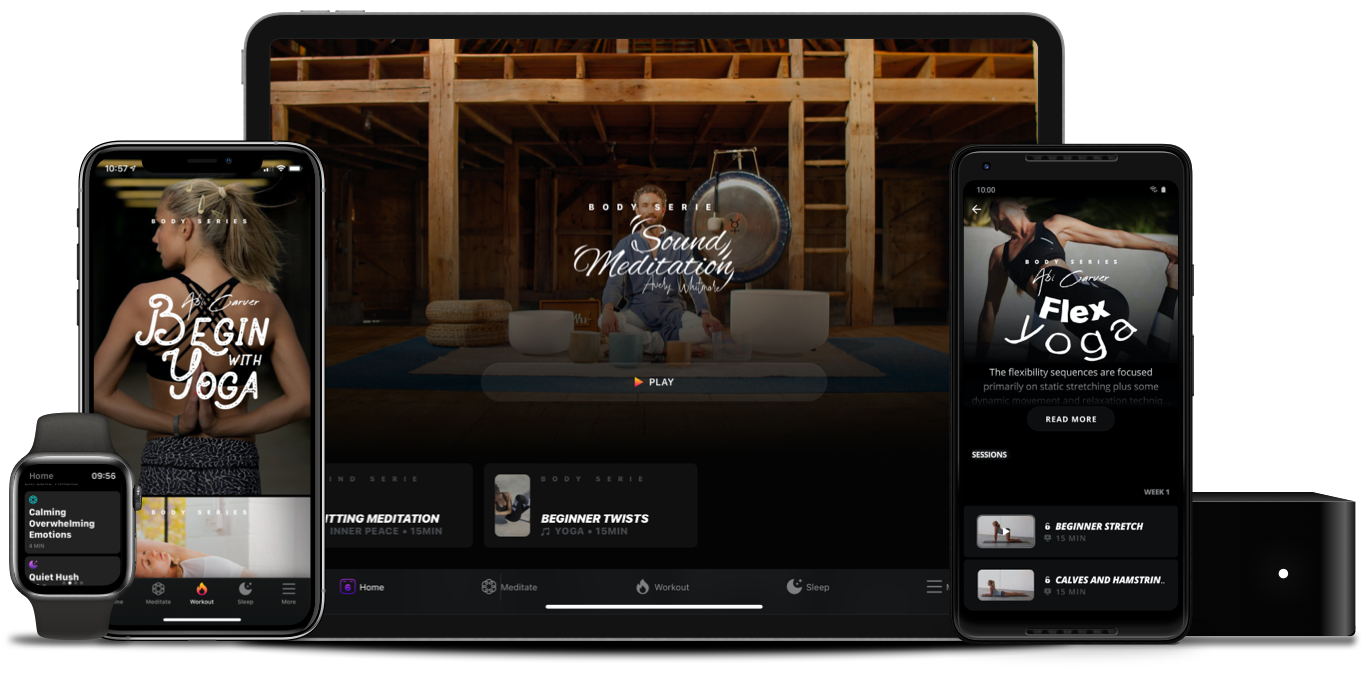 10:57
BODY SERIES
Abi Carver
BEGIN
WITH
YOGA
BODY SERIES
Meditate
Workout
Sleep
More
Home
09:56
Calming
Overwhelming
Emotions
4 MIN
Quiet Hush
BODY SERIE
Sound
Meditation
Avery Whitmore
PLAY
IND SERIE
ITTING MEDITATION
INNER PEACE • 15MIN
BODY SERIE
BEGINNER TWISTS
YOGA • 15MIN
Home
Meditate
Workout
Sleep
10:00
BODY SERIES
Abi Carver
Flex
yoga
The flexibility sequences are focused
primarily on static stretching plus some
dynamic movement and relaxation techniq...
READ MORE
SESSIONS
WEEK 1
BEGINNER STRETCH
15 MIN
CALVES AND HAMSTRIN..
15 MIN